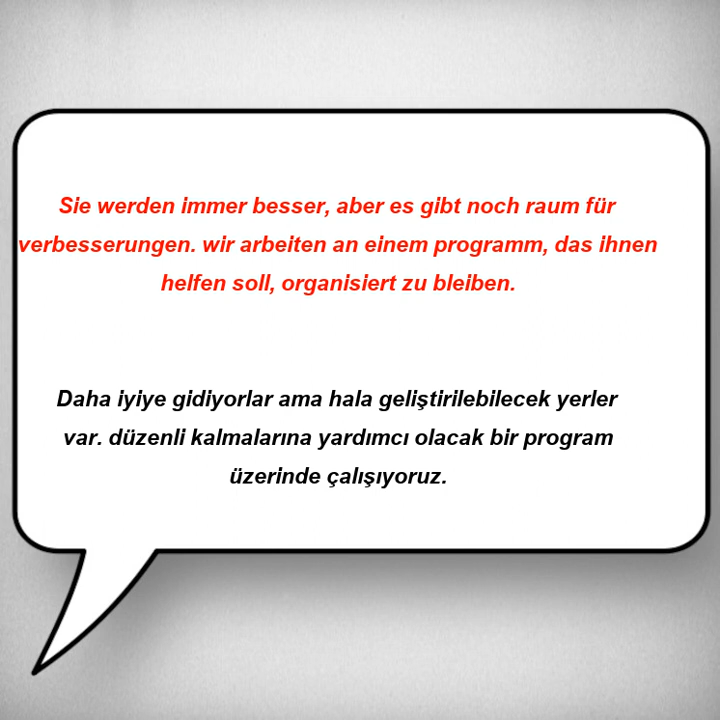 Sie werden immer besser, aber es gibt noch raum für
verbesserungen. wir arbeiten an einem programm, das ihnen
helfen soll, organisiert zu bleiben.
Daha iyiye gidiyorlar ama hala geliştirilebilecek yerler
var. düzenli kalmalarına yardımcı olacak bir program
üzerinde çalışıyoruz.